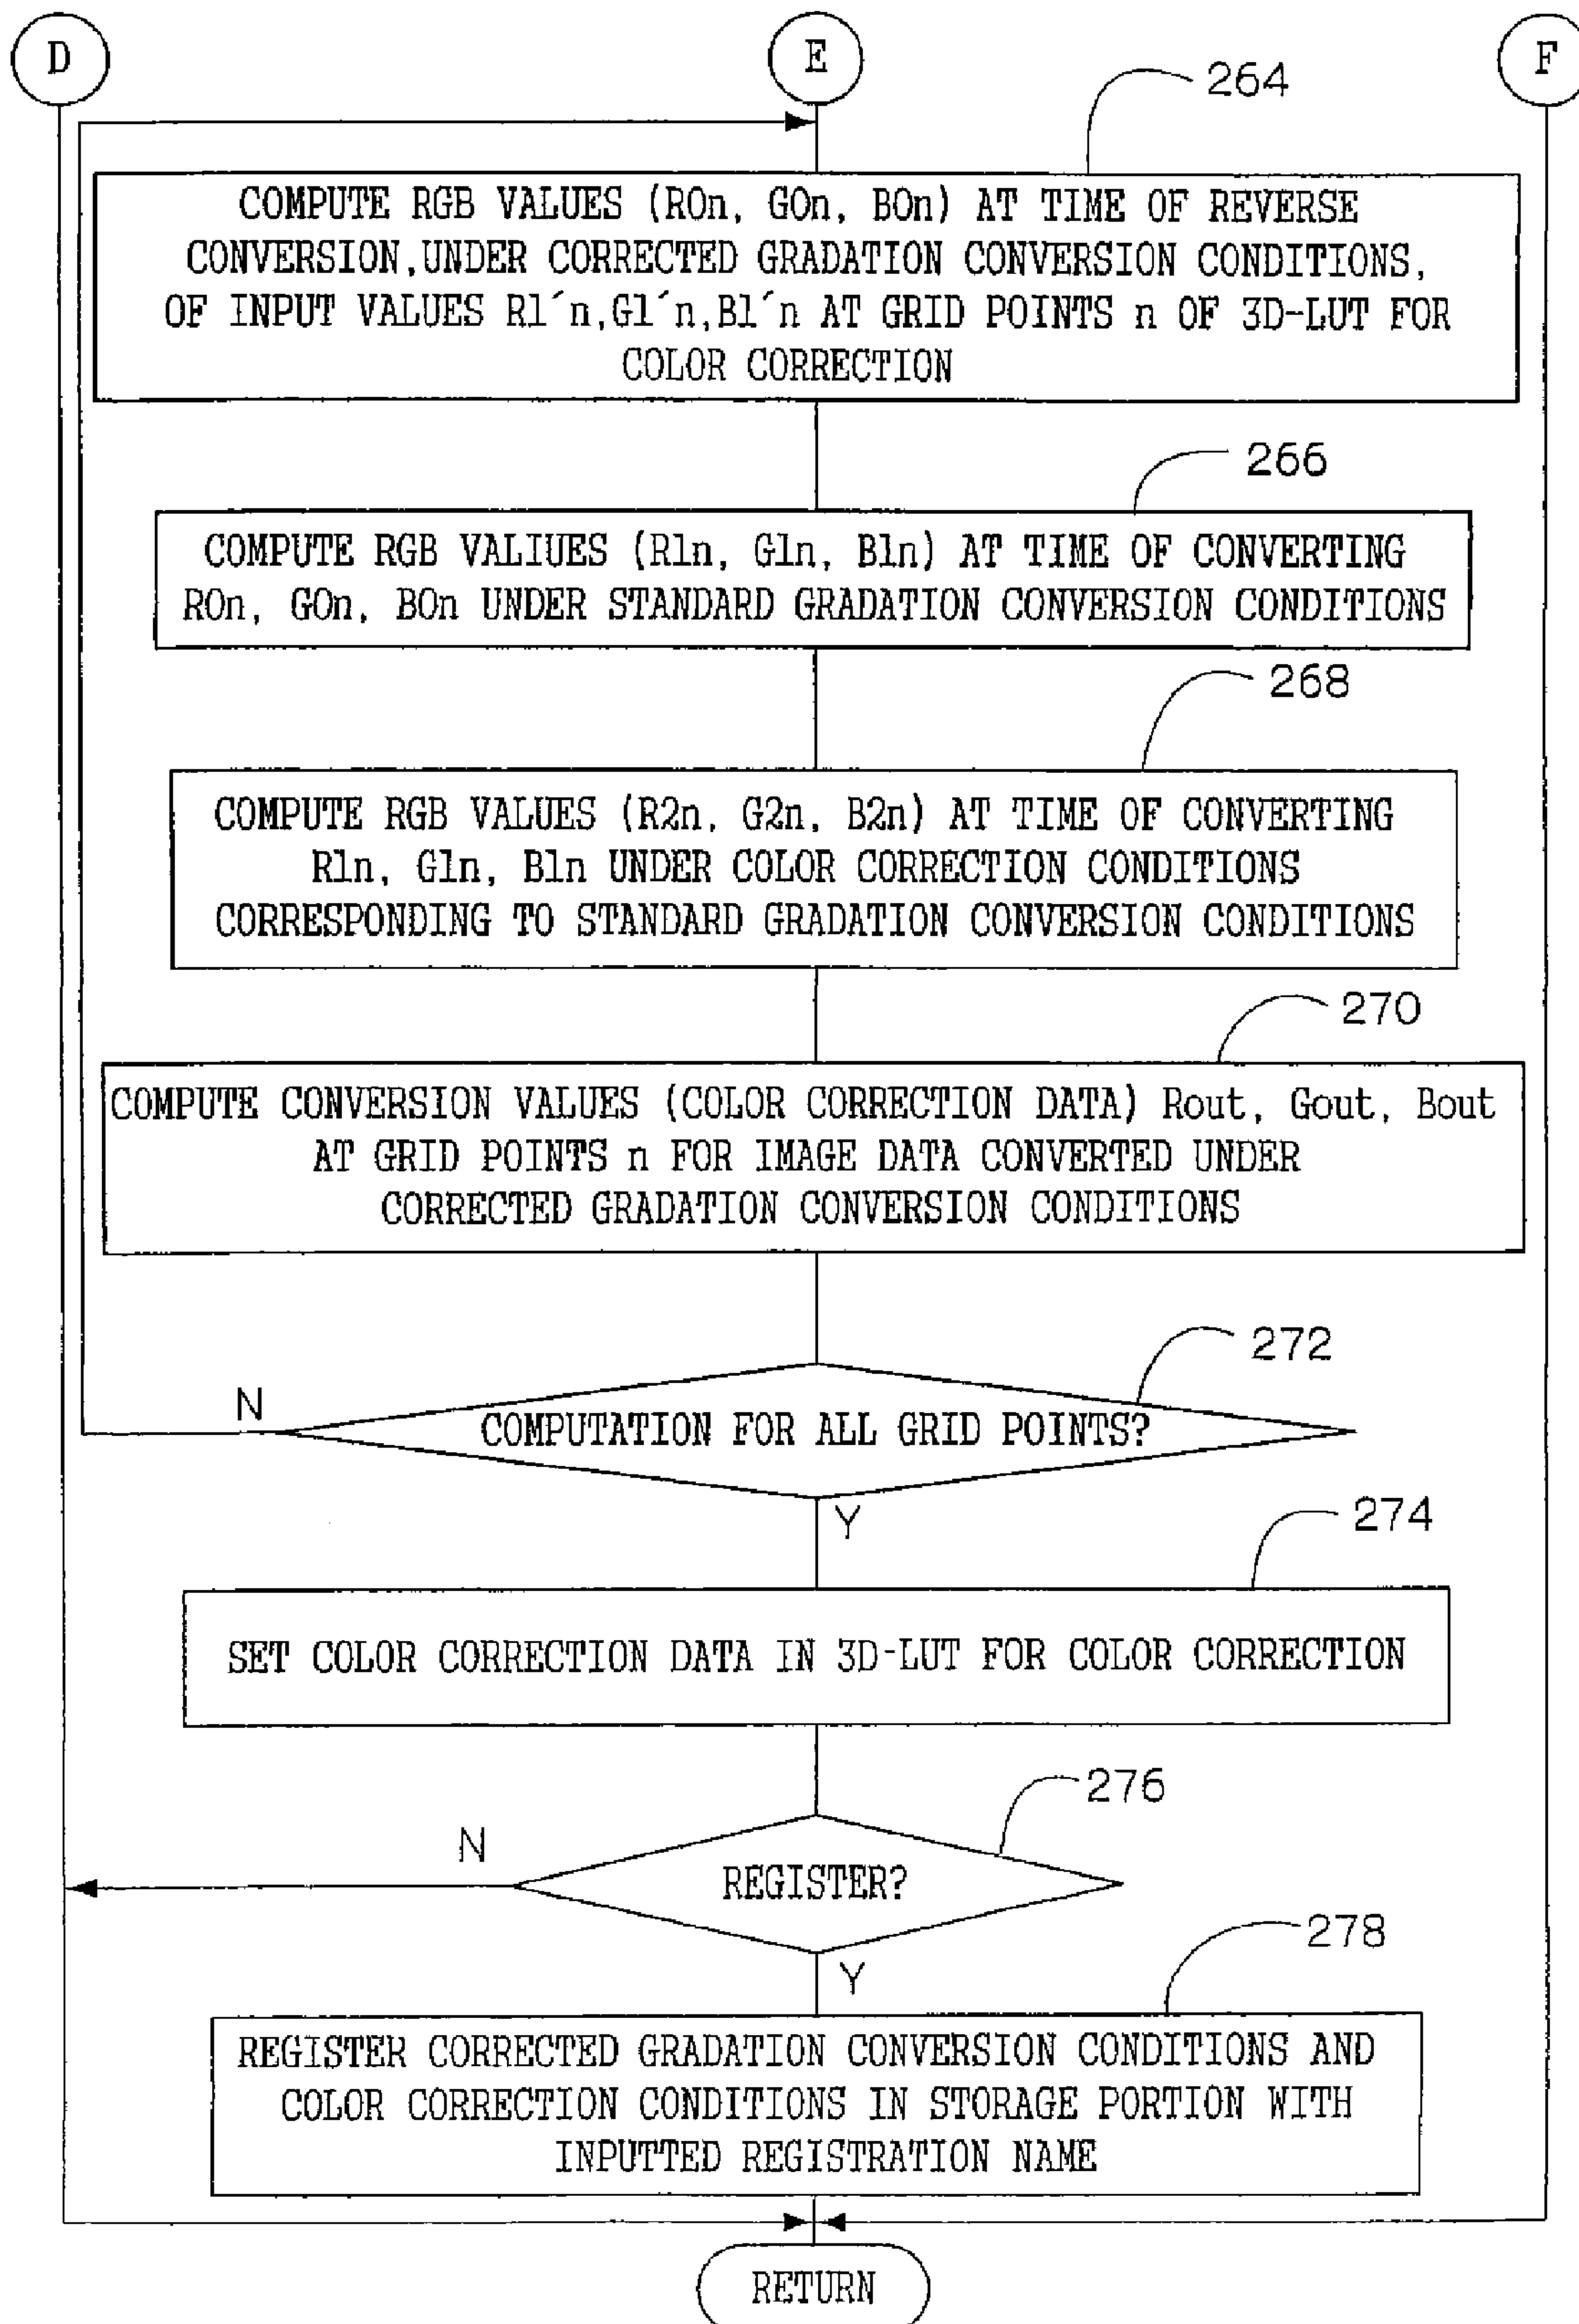 D
E
F
264
COMPUTE RGB VALUES (R0n, G0n, B0n) AT TIME OF REVERSE
CONVERSION,UNDER CORRECTED GRADATION CONVERSION CONDITIONS,
OF INPUT VALUES R1´n,G1´n,B1´n AT GRID POINTS n OF 3D-LUT FOR
COLOR CORRECTION
266
COMPUTE RGB VALIUES (R1n, G1n, B1n) AT TIME OF CONVERTING
R0n, G0n, B0n UNDER STANDARD GRADATION CONVERSION CONDITIONS
268
COMPUTE RGB VALUES (R2n, G2n, B2n) AT TIME OF CONVERTING
R1n, G1n, B1n UNDER COLOR CORRECTION CONDITIONS
CORRESPONDING TO STANDARD GRADATION CONVERSION CONDITIONS
270
COMPUTE CONVERSION VALUES (COLOR CORRECTION DATA) Rout, Gout, Bout
AT GRID POINTS n FOR IMAGE DATA CONVERTED UNDER
CORRECTED GRADATION CONVERSION CONDITIONS
272
N
COMPUTATION FOR ALL GRID POINTS?
Y
274
SET COLOR CORRECTION DATA IN 3D-LUT FOR COLOR CORRECTION
276
N
REGISTER?
Y
278
REGISTER CORRECTED GRADATION CONVERSION CONDITIONS AND
COLOR CORRECTION CONDITIONS IN STORAGE PORTION WITH
INPUTTED REGISTRATION NAME
RETURN